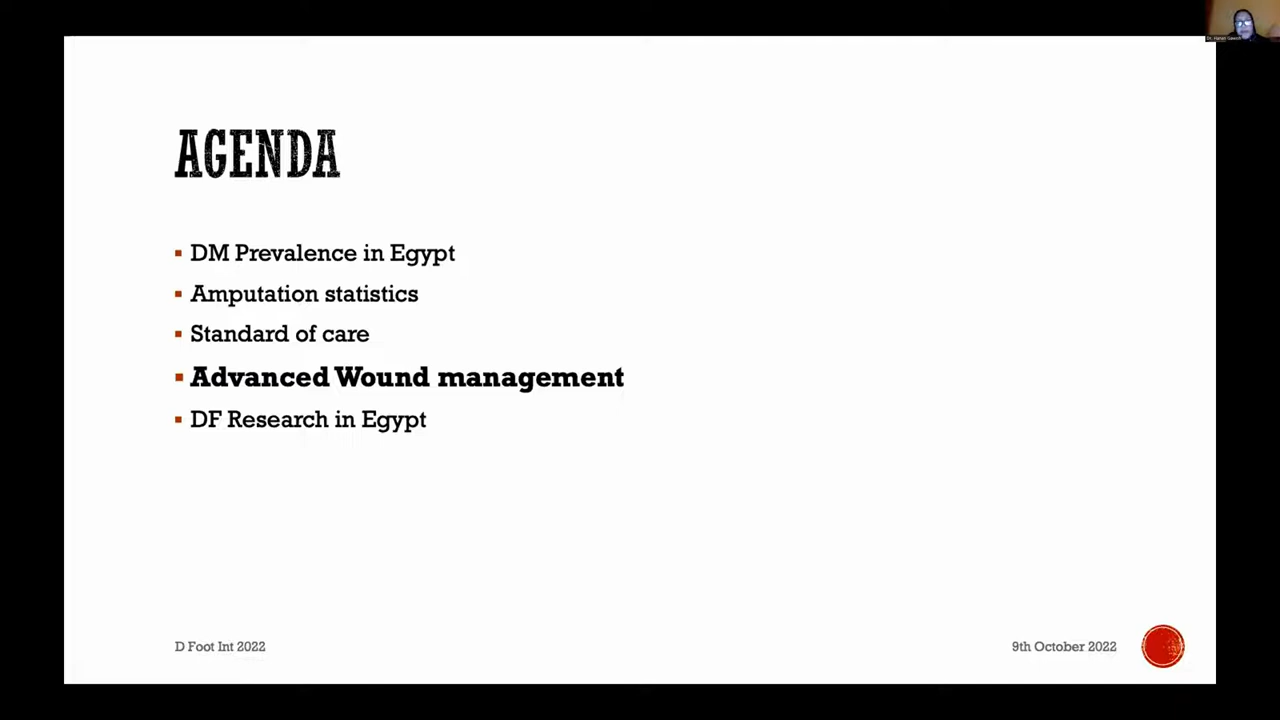 AGENDA
DM Prevalence in Egypt
Amputation statistics
Standard of care
Advanced Wound management
DF Research in Egypt
D Foot Int 2022
9th October 2022